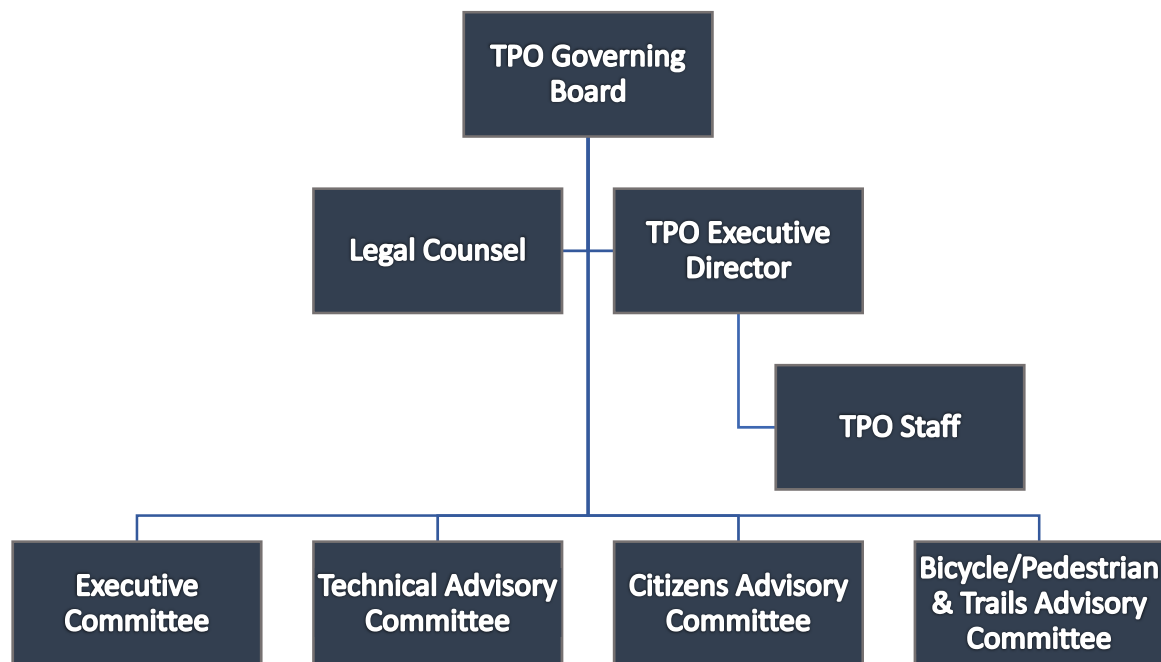 TPO Governing
Board
Legal Counsel
TPO Executive
Director
TPO Staff
Executive
Committee
Technical Advisory
Committee
Citizens Advisory
Committee
Bicycle/Pedestrian
& Trails Advisory
Committee